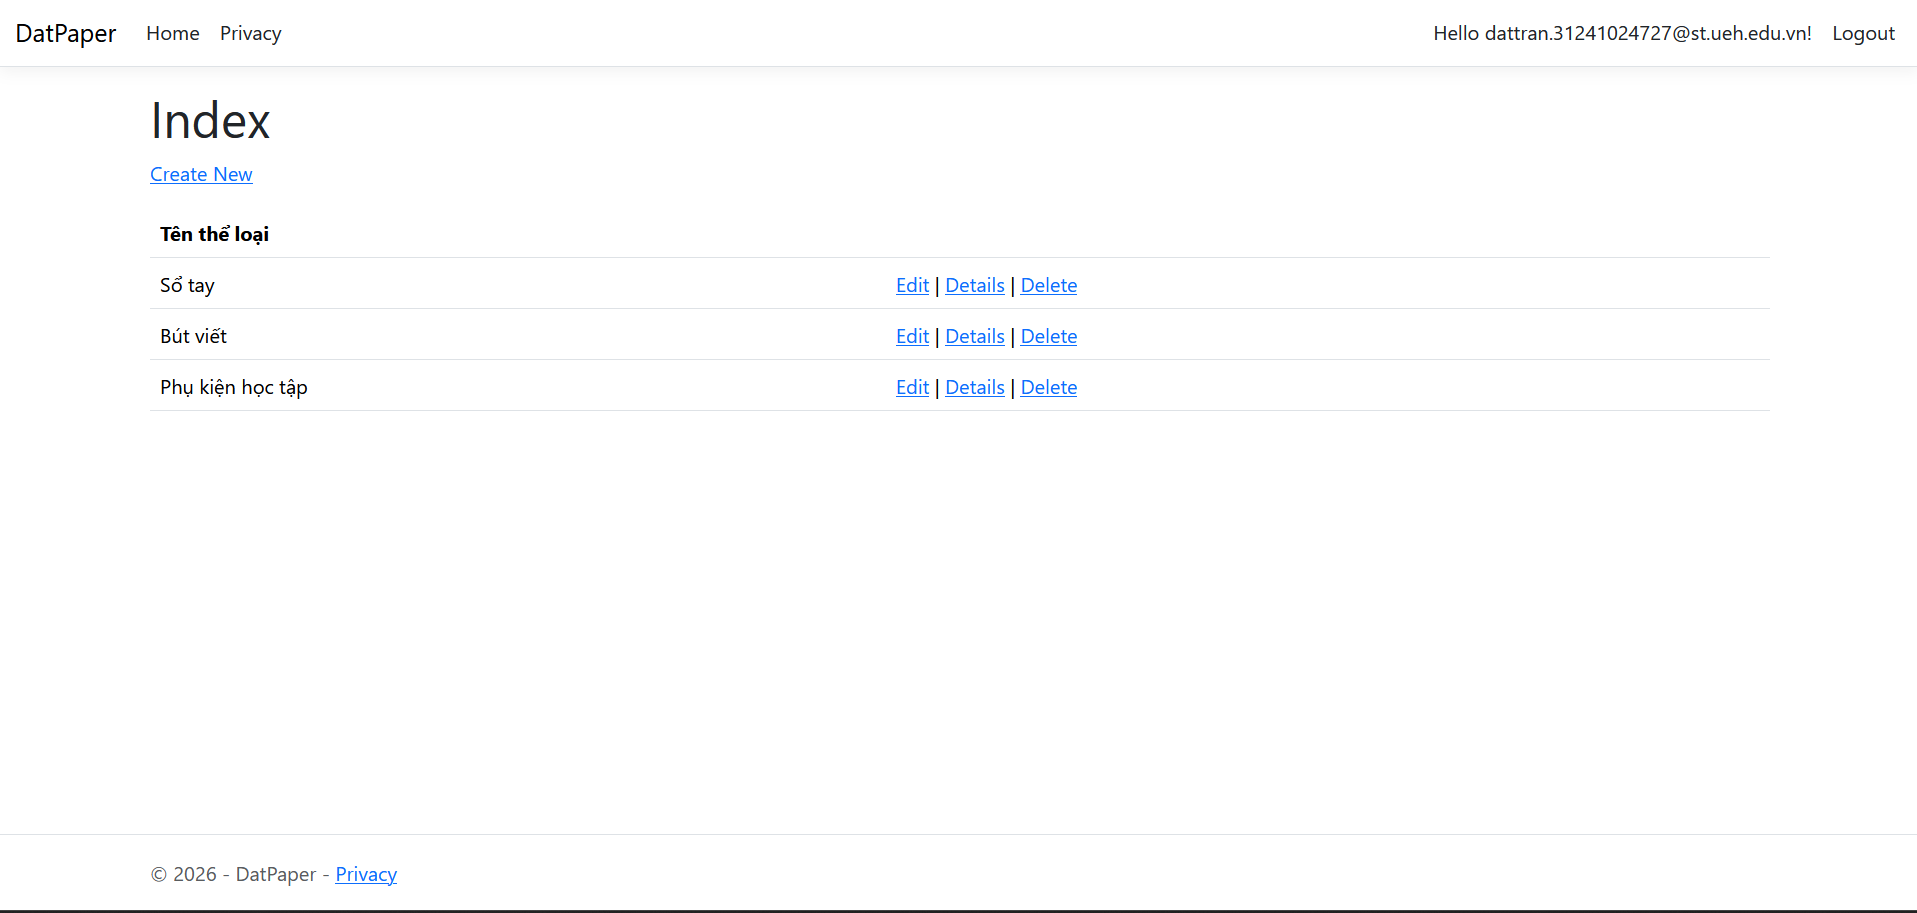 DatPaper Home Privacy Hello dattran.31241024727@st.ueh.edu.vn! Logout
Index
Create New
Tên thể loại
Sổ tay Edit | Details | Delete
Bút viết Edit | Details | Delete
Phụ kiện học tập Edit | Details | Delete
© 2026 - DatPaper - Privacy